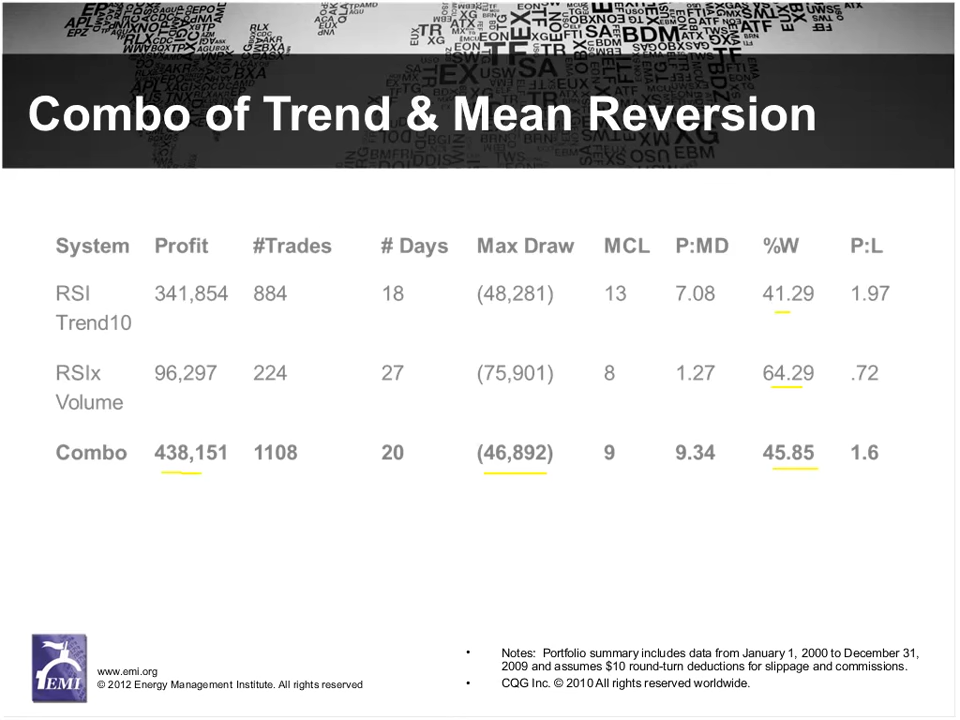 Combo of Trend & Mean Reversion
System Profit #Trades # Days Max Draw MCL P:MD %W P:L
RSI 341,854 884 18 (48,281) 13 7.08 41.29 1.97
Trend10
RSIx 96,297 224 27 (75,901) 8 1.27 64.29 .72
Volume
Combo 438,151 1108 20 (46,892) 9 9.34 45.85 1.6
EMI
www.emi.org
© 2012 Energy Management Institute. All rights reserved
• Notes: Portfolio summary includes data from January 1, 2000 to December 31,
2009 and assumes $10 round-turn deductions for slippage and commissions.
• CQG Inc. © 2010 All rights reserved worldwide.